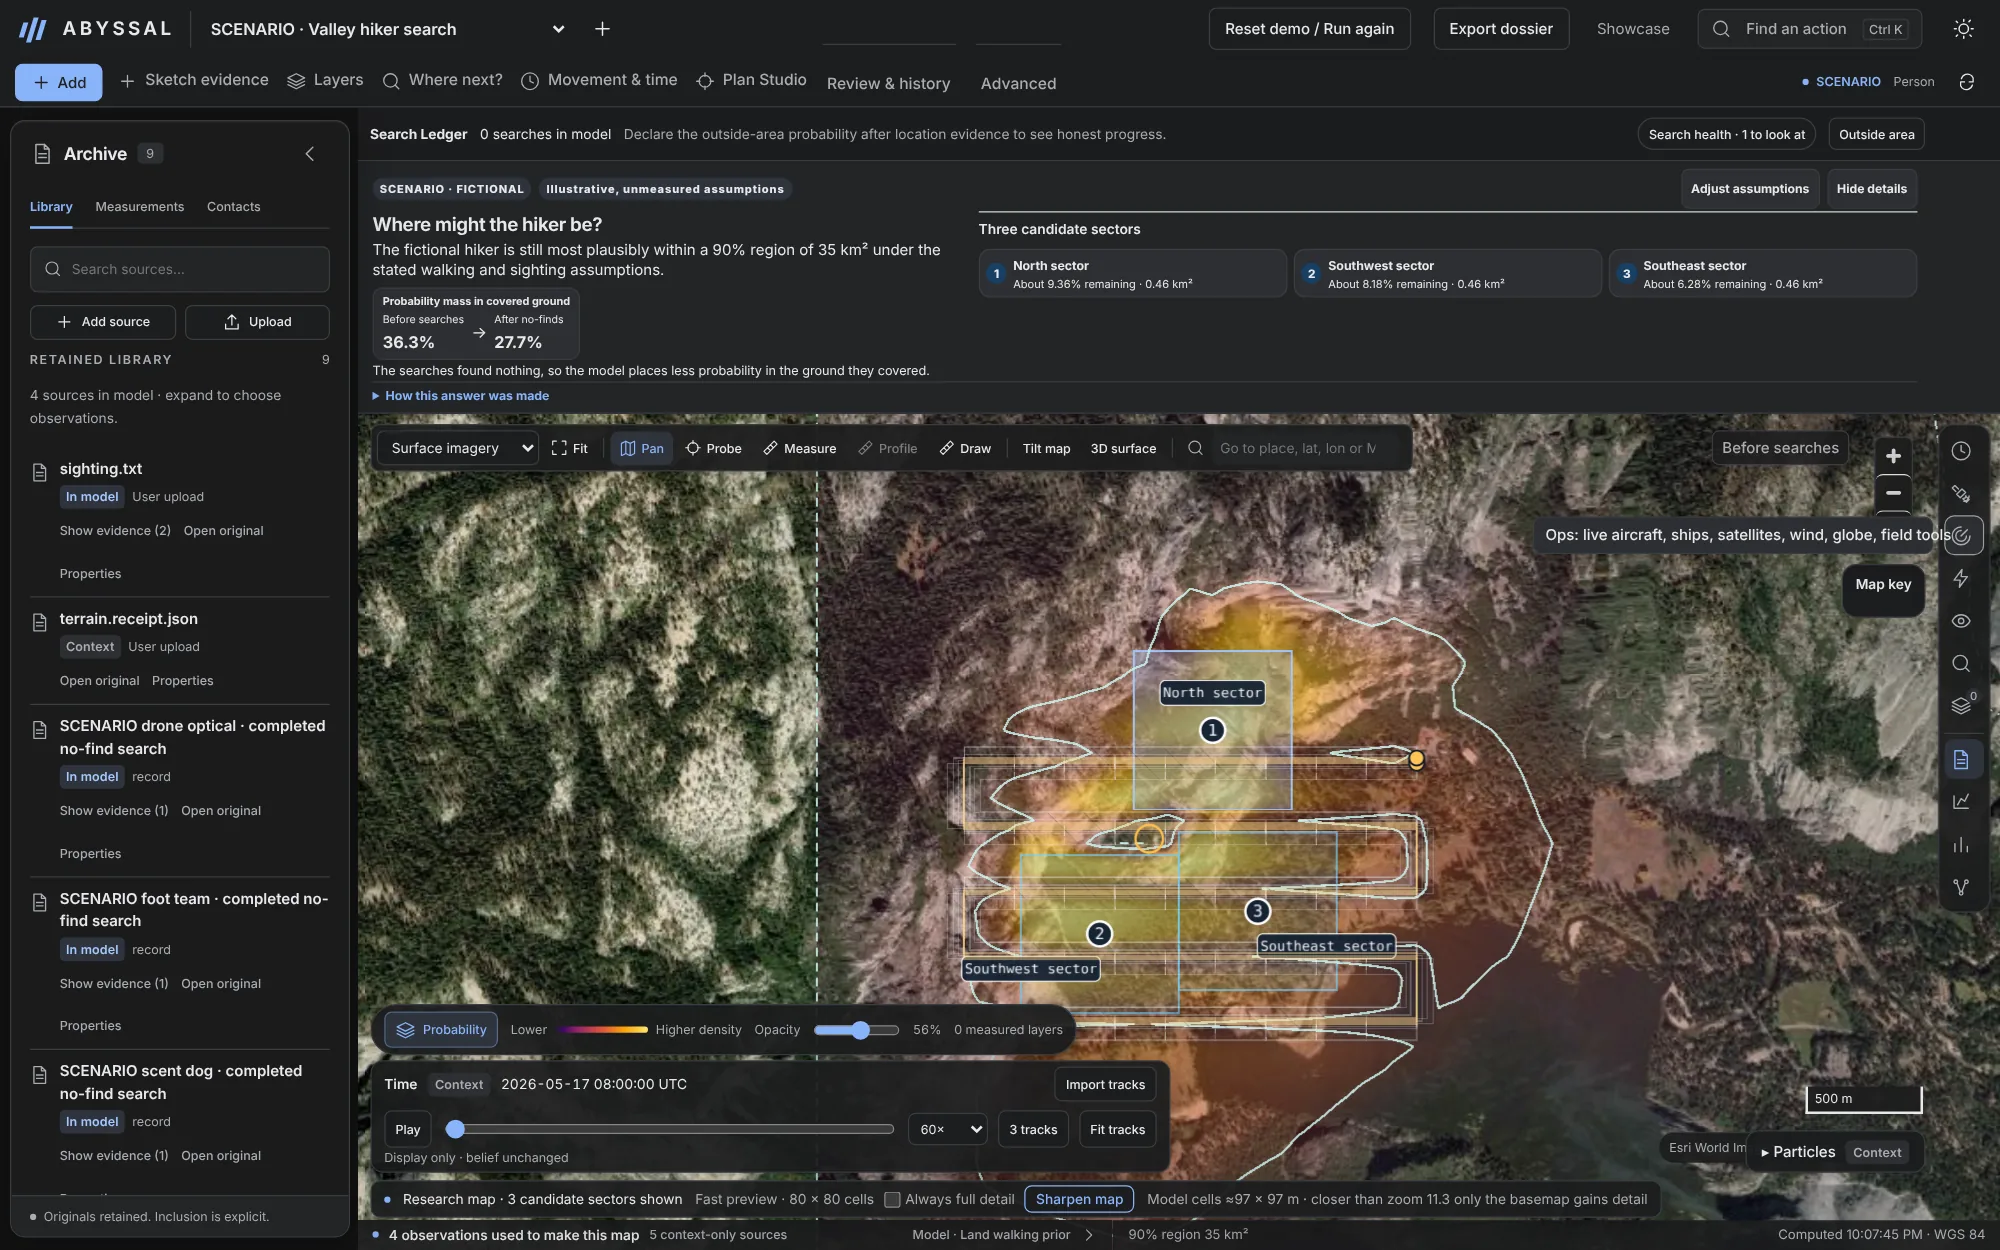 ABYSSAL
SCENARIO · Valley hiker search
Reset demo / Run again
Export dossier
Showcase
Find an action
Ctrl K
Add
Sketch evidence
Layers
Where next?
Movement & time
Plan Studio
Review & history
Advanced
SCENARIO
Person
Archive
9
Library
Measurements
Contacts
Search sources...
Add source
Upload
RETAINED LIBRARY
9
4 sources in model · expand to choose
observations.
sighting.txt
In model
User upload
Show evidence (2)
Open original
Properties
terrain.receipt.json
Context
User upload
Open original
Properties
SCENARIO drone optical · completed
no-find search
In model
record
Show evidence (1)
Open original
Properties
SCENARIO foot team · completed no-
find search
In model
record
Show evidence (1)
Open original
Properties
SCENARIO scent dog · completed
no-find search
In model
record
Show evidence (1)
Open original
Originals retained. Inclusion is explicit.
Search Ledger
0 searches in model
Declare the outside-area probability after location evidence to see honest progress.
Search health · 1 to look at
Outside area
SCENARIO · FICTIONAL
Illustrative, unmeasured assumptions
Adjust assumptions
Hide details
Where might the hiker be?
The fictional hiker is still most plausibly within a 90% region of 35 km² under the
stated walking and sighting assumptions.
Probability mass in covered ground
Before searches
After no-finds
36.3%
→
27.7%
The searches found nothing, so the model places less probability in the ground they covered.
How this answer was made
Three candidate sectors
1
North sector
About 9.36% remaining · 0.46 km²
2
Southwest sector
About 8.18% remaining · 0.46 km²
3
Southeast sector
About 6.28% remaining · 0.46 km²
Surface imagery
Fit
Pan
Probe
Measure
Profile
Draw
Tilt map
3D surface
Go to place, lat, lon or M
Before searches
Ops: live aircraft, ships, satellites, wind, globe, field tools
Map key
0
North sector
1
2
Southwest sector
3
Southeast sector
Probability
Lower
Higher density
Opacity
56%
0 measured layers
Time
Context
2026-05-17 08:00:00 UTC
Import tracks
Play
60×
3 tracks
Fit tracks
Display only · belief unchanged
500 m
Esri World Im
Particles
Context
Research map · 3 candidate sectors shown
Fast preview · 80 × 80 cells
Always full detail
Sharpen map
Model cells ≈97 × 97 m · closer than zoom 11.3 only the basemap gains detail
4 observations used to make this map
5 context-only sources
Model · Land walking prior
90% region 35 km²
Computed 10:07:45 PM · WGS 84